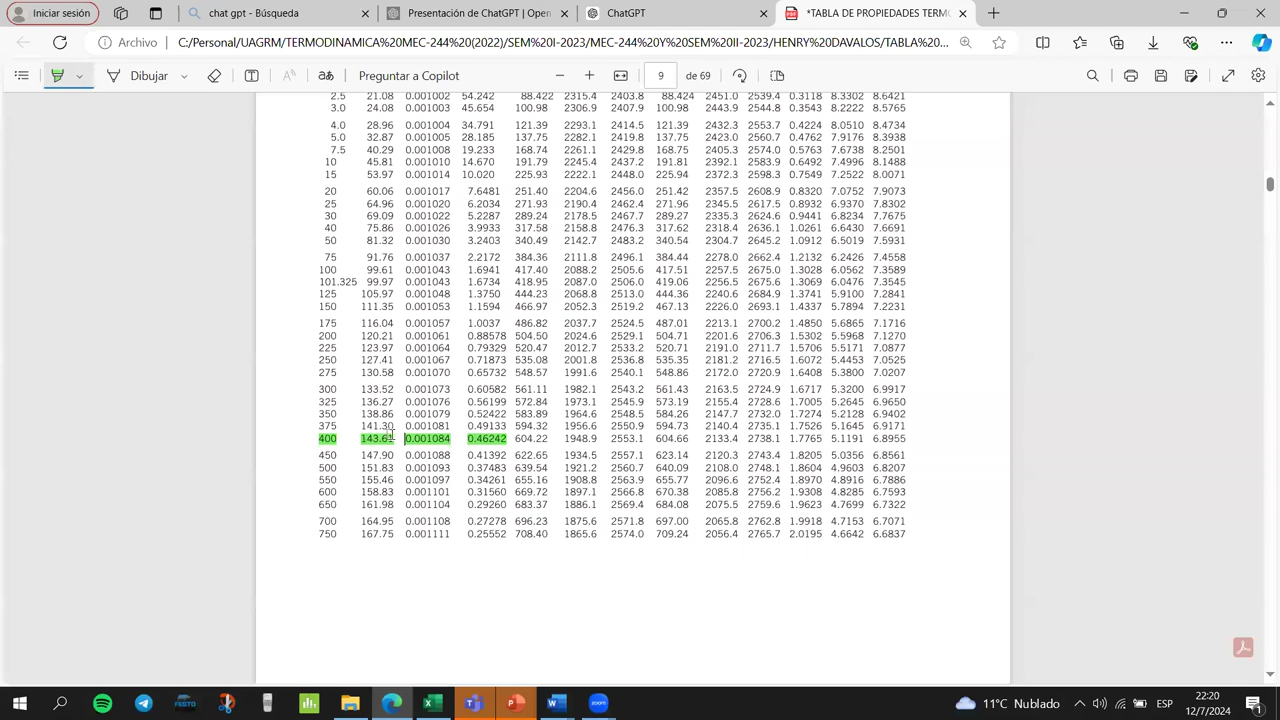 Iniciar sesión
chat gpt - Búsqueda
Presentación de ChatGPT | Open
ChatGPT
*TABLA DE PROPIEDADES TERM
Archivo
C:/Personal/UAGRM/TERMODINAMICA%20MEC-244%20(2022)/SEM%20I-2023/MEC-244%20Y%20SEM%20II-2023/HENRY%20DAVALOS/TABLA%20...
Dibujar
Preguntar a Copilot
9 de 69
2.5 21.08 0.001002 54.242 88.422 2315.4 2403.8 88.424 2451.0 2539.4 0.3118 8.3302 8.6421
3.0 24.08 0.001003 45.654 100.98 2306.9 2407.9 100.98 2443.9 2544.8 0.3543 8.2222 8.5765
4.0 28.96 0.001004 34.791 121.39 2293.1 2414.5 121.39 2432.3 2553.7 0.4224 8.0510 8.4734
5.0 32.87 0.001005 28.185 137.75 2282.1 2419.8 137.75 2423.0 2560.7 0.4762 7.9176 8.3938
7.5 40.29 0.001008 19.233 168.74 2261.1 2429.8 168.75 2405.3 2574.0 0.5763 7.6738 8.2501
10 45.81 0.001010 14.670 191.79 2245.4 2437.2 191.81 2392.1 2583.9 0.6492 7.4996 8.1488
15 53.97 0.001014 10.020 225.93 2222.1 2448.0 225.94 2372.3 2598.3 0.7549 7.2522 8.0071
20 60.06 0.001017 7.6481 251.40 2204.6 2456.0 251.42 2357.5 2608.9 0.8320 7.0752 7.9073
25 64.96 0.001020 6.2034 271.93 2190.4 2462.4 271.96 2345.5 2617.5 0.8932 6.9370 7.8302
30 69.09 0.001022 5.2287 289.24 2178.5 2467.7 289.27 2335.3 2624.6 0.9441 6.8234 7.7675
40 75.86 0.001026 3.9933 317.58 2158.8 2476.3 317.62 2318.4 2636.1 1.0261 6.6430 7.6691
50 81.32 0.001030 3.2403 340.49 2142.7 2483.2 340.54 2304.7 2645.2 1.0912 6.5019 7.5931
75 91.76 0.001037 2.2172 384.36 2111.8 2496.1 384.44 2278.0 2662.4 1.2132 6.2426 7.4558
100 99.61 0.001043 1.6941 417.40 2088.2 2505.6 417.51 2257.5 2675.0 1.3028 6.0562 7.3589
101.325 99.97 0.001043 1.6734 418.95 2087.0 2506.0 419.06 2256.5 2675.6 1.3069 6.0476 7.3545
125 105.97 0.001048 1.3750 444.23 2068.8 2513.0 444.36 2240.6 2684.9 1.3741 5.9100 7.2841
150 111.35 0.001053 1.1594 466.97 2052.3 2519.2 467.13 2226.0 2693.1 1.4337 5.7894 7.2231
175 116.04 0.001057 1.0037 486.82 2037.7 2524.5 487.01 2213.1 2700.2 1.4850 5.6865 7.1716
200 120.21 0.001061 0.88578 504.50 2024.6 2529.1 504.71 2201.6 2706.3 1.5302 5.5968 7.1270
225 123.97 0.001064 0.79329 520.47 2012.7 2533.2 520.71 2191.0 2711.7 1.5706 5.5171 7.0877
250 127.41 0.001067 0.71873 535.08 2001.8 2536.8 535.35 2181.2 2716.5 1.6072 5.4453 7.0525
275 130.58 0.001070 0.65732 548.57 1991.6 2540.1 548.86 2172.0 2720.9 1.6408 5.3800 7.0207
300 133.52 0.001073 0.60582 561.11 1982.1 2543.2 561.43 2163.5 2724.9 1.6717 5.3200 6.9917
325 136.27 0.001076 0.56199 572.84 1973.1 2545.9 573.19 2155.4 2728.6 1.7005 5.2645 6.9650
350 138.86 0.001079 0.52422 583.89 1964.6 2548.5 584.26 2147.7 2732.0 1.7274 5.2128 6.9402
375 141.30 0.001081 0.49133 594.32 1956.6 2550.9 594.73 2140.4 2735.1 1.7526 5.1645 6.9171
400 143.61 0.001084 0.46242 604.22 1948.9 2553.1 604.66 2133.4 2738.1 1.7765 5.1191 6.8955
450 147.90 0.001088 0.41392 622.65 1934.5 2557.1 623.14 2120.3 2743.4 1.8205 5.0356 6.8561
500 151.83 0.001093 0.37483 639.54 1921.2 2560.7 640.09 2108.0 2748.1 1.8604 4.9603 6.8207
550 155.46 0.001097 0.34261 655.16 1908.8 2563.9 655.77 2096.6 2752.4 1.8970 4.8916 6.7886
600 158.83 0.001101 0.31560 669.72 1897.1 2566.8 670.38 2085.8 2756.2 1.9308 4.8285 6.7593
650 161.98 0.001104 0.29260 683.37 1886.1 2569.4 684.08 2075.5 2759.6 1.9623 4.7699 6.7322
700 164.95 0.001108 0.27278 696.23 1875.6 2571.8 697.00 2065.8 2762.8 1.9918 4.7153 6.7071
750 167.75 0.001111 0.25552 708.40 1865.6 2574.0 709.24 2056.4 2765.7 2.0195 4.6642 6.6837
11°C Nublado
ESP
22:20
12/7/2024